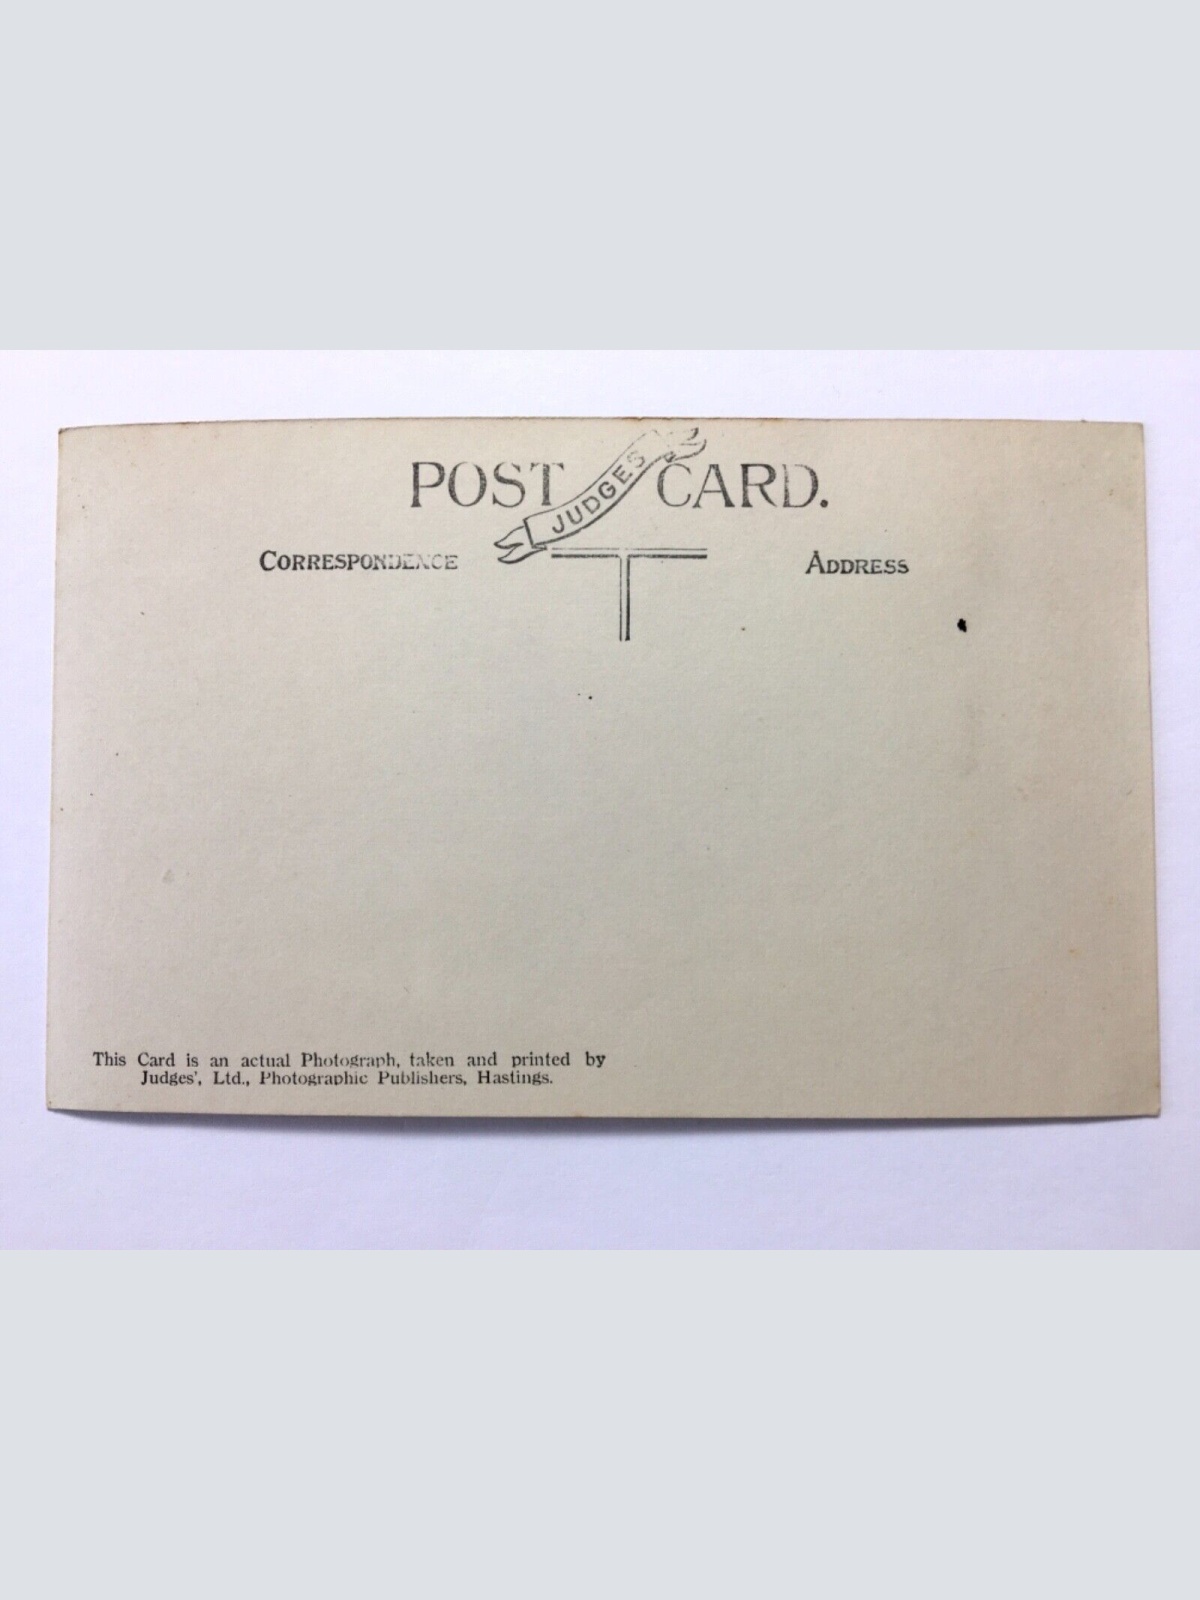 POST CARD.
JUDGES
CORRESPONDENCE
ADDRESS
This Card is an actual Photograph, taken and printed by
Judges', Ltd., Photographic Publishers, Hastings.